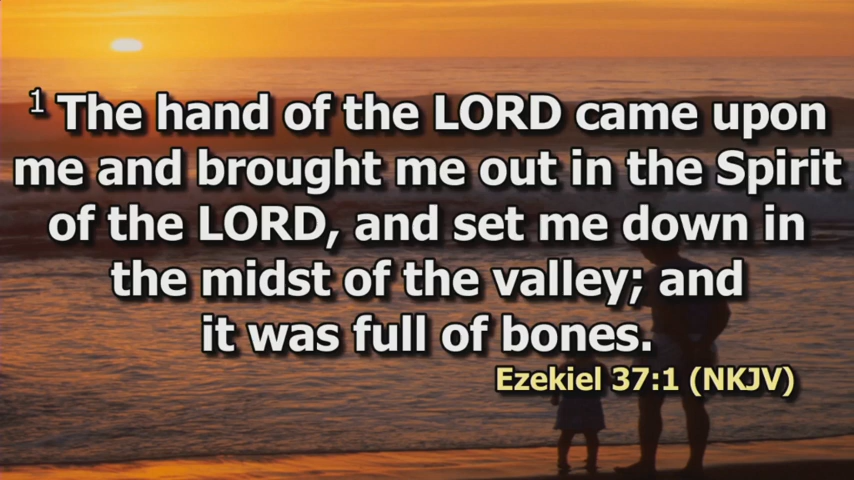 1 The hand of the LORD came upon
me and brought me out in the Spirit
of the LORD, and set me down in
the midst of the valley; and
it was full of bones.
Ezekiel 37:1 (NKJV)